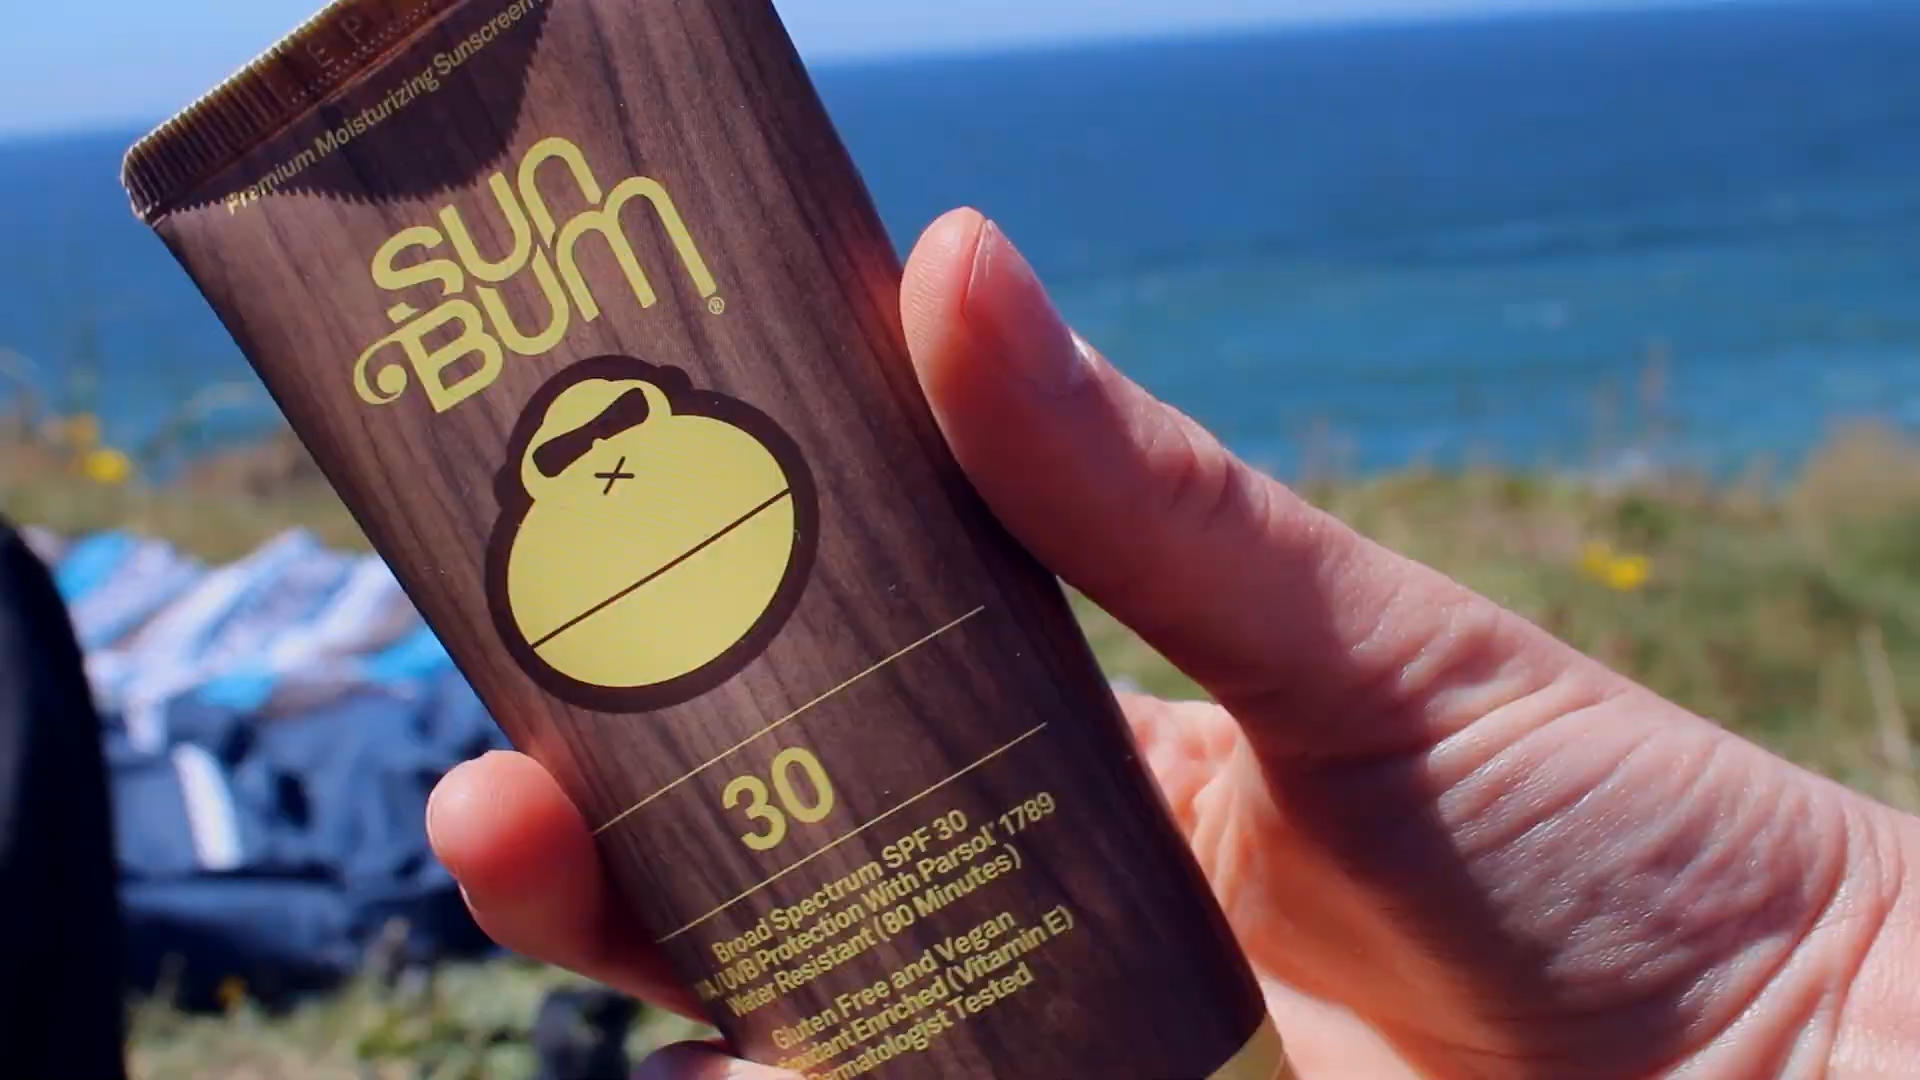 Premium Moisturizing Sunscreen
SUN
BUM®
30
Broad Spectrum SPF 30
/UVB Protection With Parsol® 1789
Water Resistant (80 Minutes)
Gluten Free and Vegan
Enriched (Vitamin E)
Dermatologist Tested